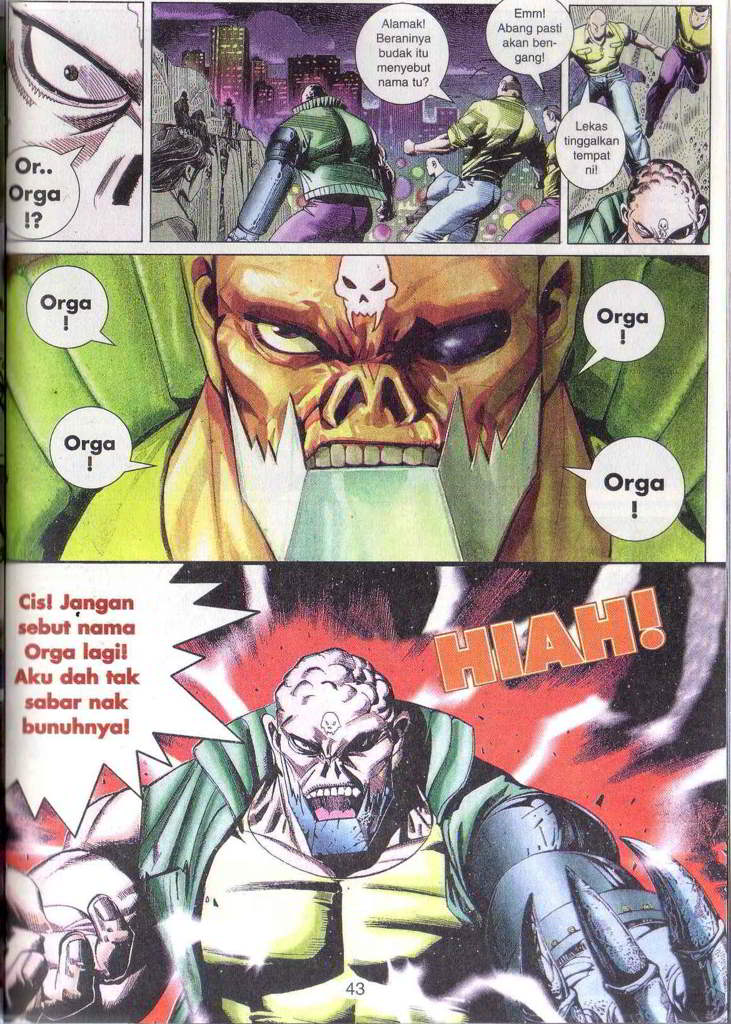 Or..
Orga
!?
Alamak!
Beraninya
budak itu
menyebut
nama tu?
Emm!
Abang pasti
akan ben-
gang!
Lekas
tinggalkan
tempat
ni!
Orga
!
Orga
!
Orga
!
Orga
!
Cis! Jangan
sebut nama
Orga lagi!
Aku dah tak
sabar nak
bunuhnya!
HIAH!
43